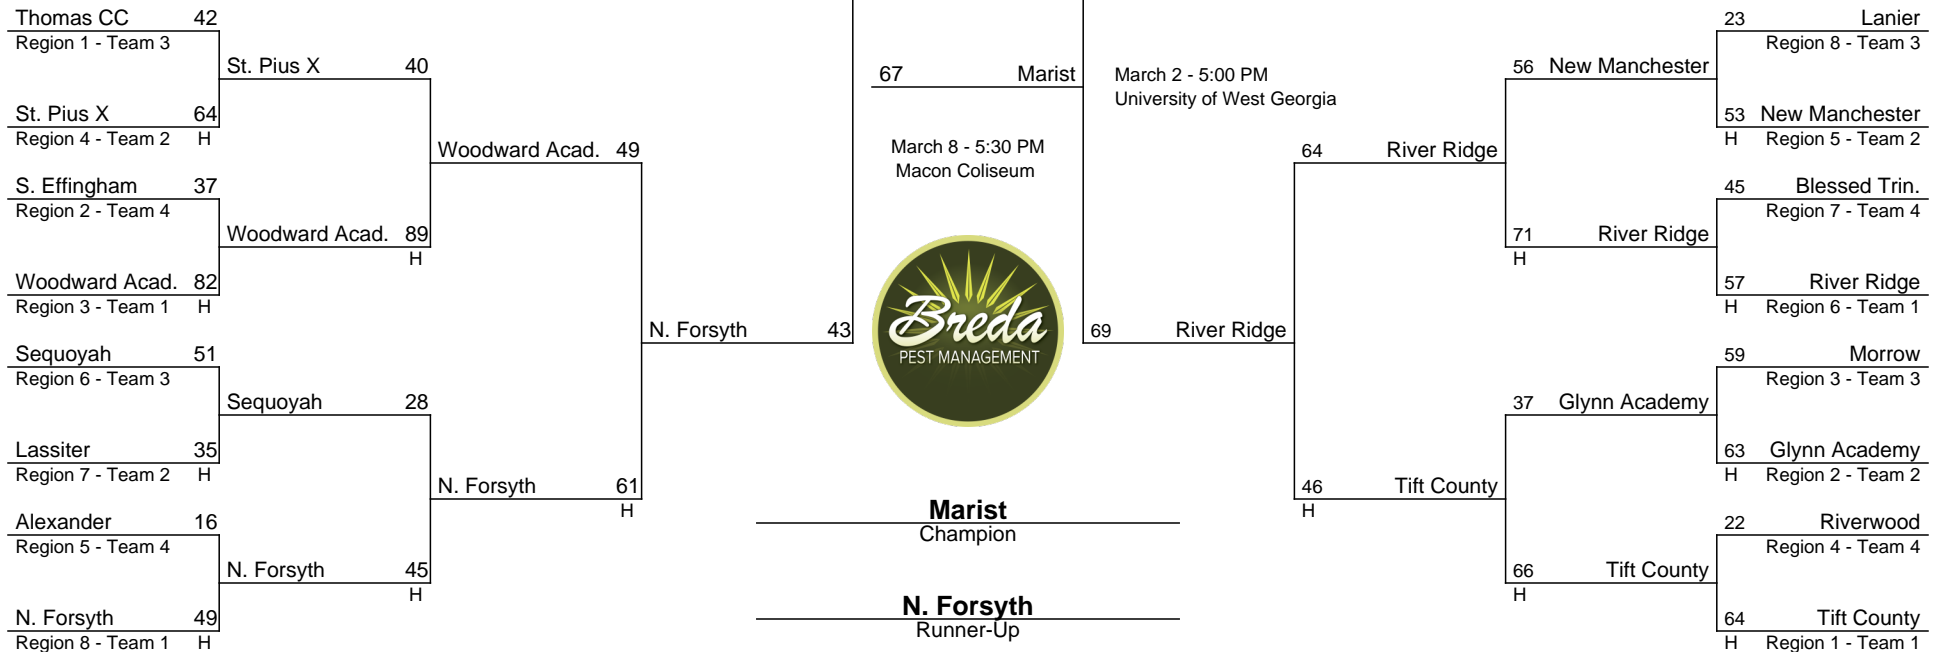 Thomas CC 42
Region 1 - Team 3
St. Pius X 40
St. Pius X 64
Region 4 - Team 2 H
Woodward Acad. 49
S. Effingham 37
Region 2 - Team 4
Woodward Acad. 89
H
Woodward Acad. 82
Region 3 - Team 1 H
N. Forsyth 43
Sequoyah 51
Region 6 - Team 3
Sequoyah 28
Lassiter 35
Region 7 - Team 2 H
N. Forsyth 61
H
Alexander 16
Region 5 - Team 4
N. Forsyth 45
H
N. Forsyth 49
Region 8 - Team 1 H
67 Marist
March 8 - 5:30 PM
Macon Coliseum
Breda
PEST MANAGEMENT
Marist
Champion
N. Forsyth
Runner-Up
March 2 - 5:00 PM
University of West Georgia
23 Lanier
Region 8 - Team 3
56 New Manchester
53 New Manchester
H Region 5 - Team 2
64 River Ridge
45 Blessed Trin.
Region 7 - Team 4
71 River Ridge
H
57 River Ridge
H Region 6 - Team 1
69 River Ridge
59 Morrow
Region 3 - Team 3
37 Glynn Academy
63 Glynn Academy
H Region 2 - Team 2
46 Tift County
H
22 Riverwood
Region 4 - Team 4
66 Tift County
H
64 Tift County
H Region 1 - Team 1